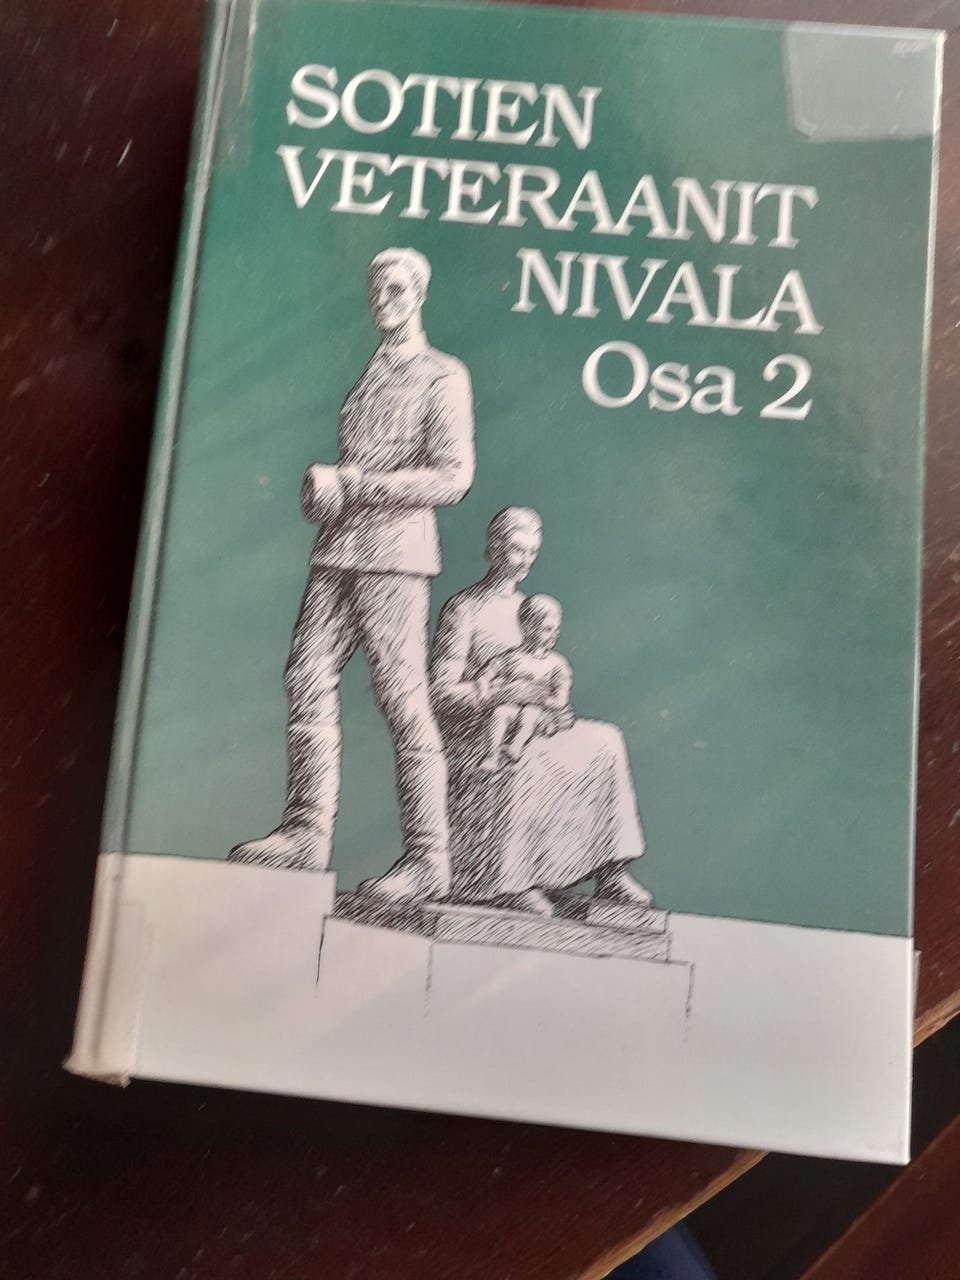 SOTIEN
VETERAANIT
NIVALA
Osa 2